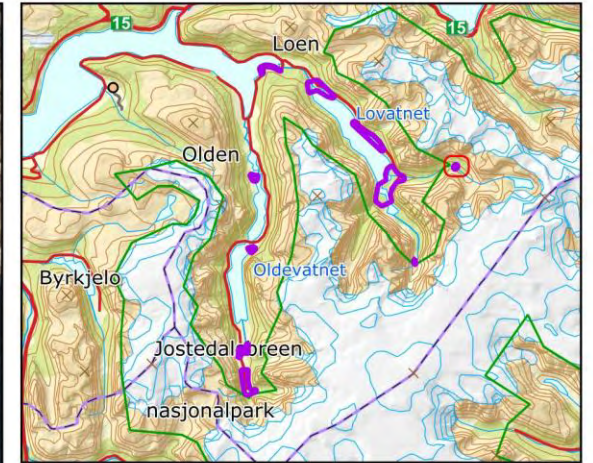 15
15
Loen
Lovatnet
Olden
Oldevatnet
Byrkjelo
Jostedalsbreen
nasjonalpark